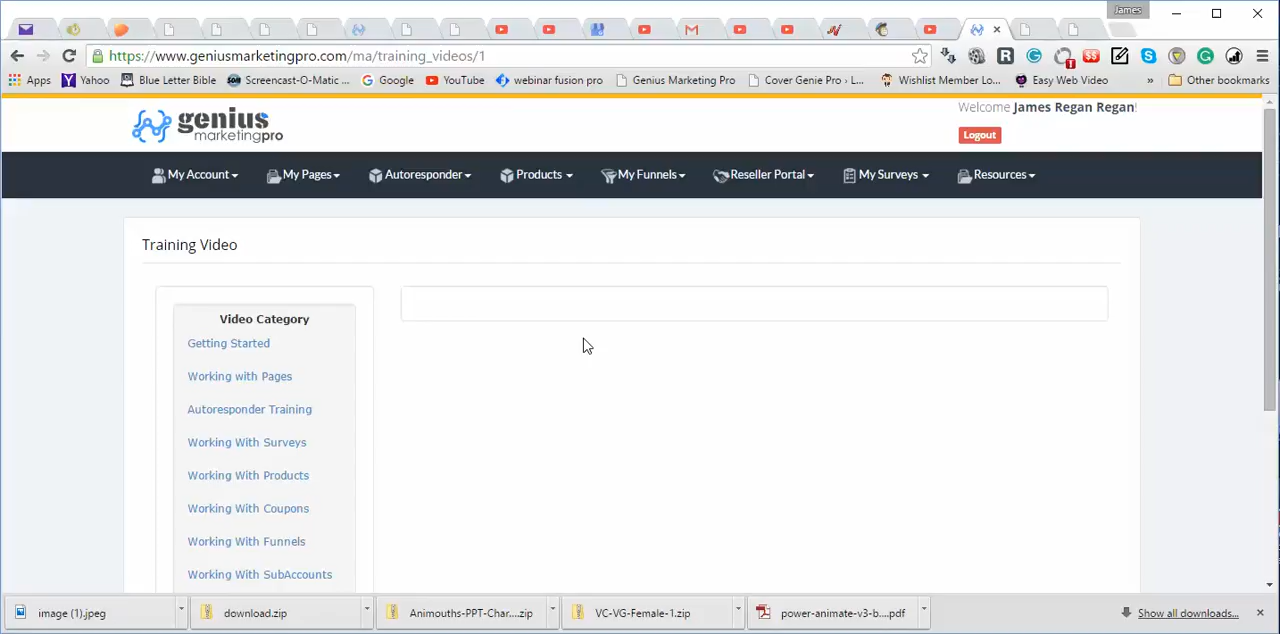 James
https://www.geniusmarketingpro.com/ma/training_videos/1
Apps Yahoo Blue Letter Bible Screencast-O-Matic ... Google YouTube webinar fusion pro Genius Marketing Pro Cover Genie Pro › L... Wishlist Member Lo... Easy Web Video » Other bookmarks
genius
marketingpro
Welcome James Regan Regan!
Logout
My Account My Pages Autoresponder Products My Funnels Reseller Portal My Surveys Resources
Training Video
Video Category
Getting Started
Working with Pages
Autoresponder Training
Working With Surveys
Working With Products
Working With Coupons
Working With Funnels
Working With SubAccounts
image (1).jpeg download.zip Animouths-PPT-Char....zip VC-VG-Female-1.zip power-animate-v3-b....pdf Show all downloads...